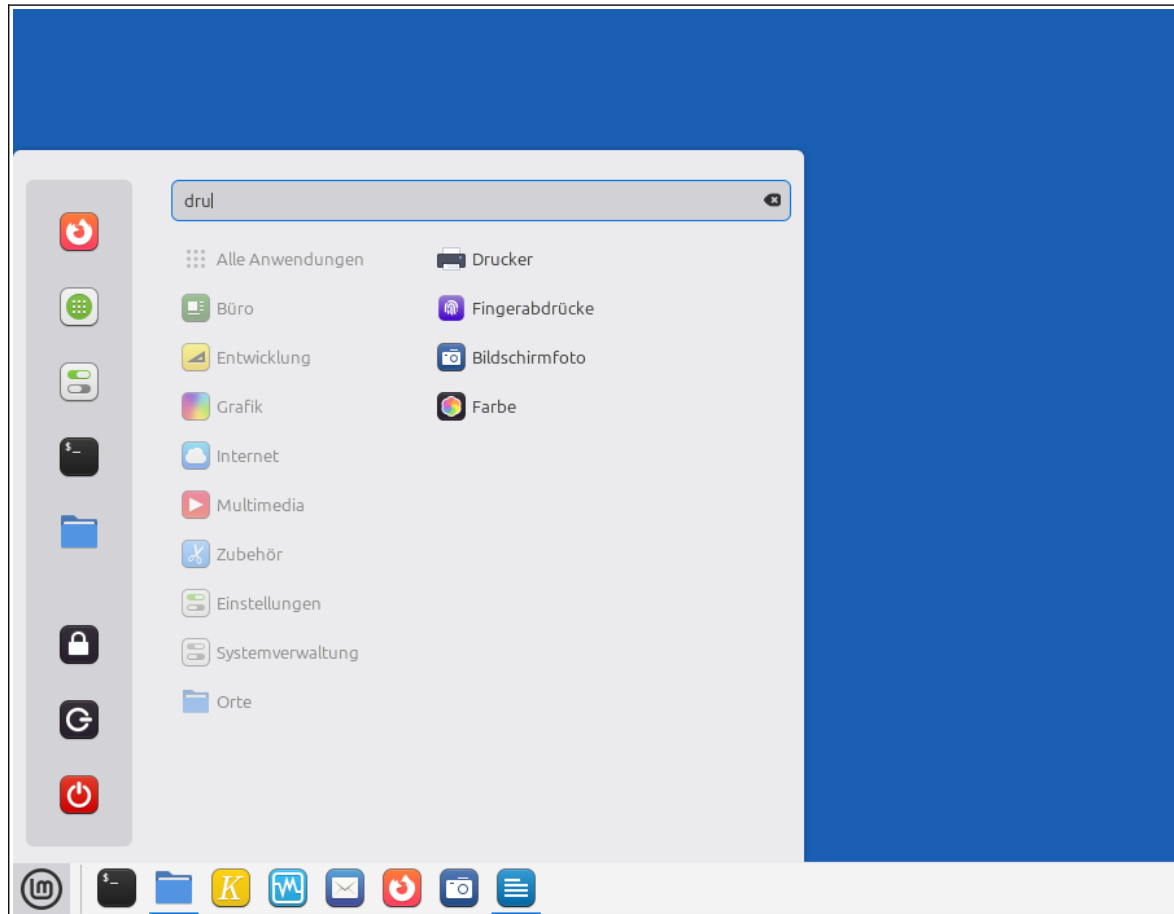 dru
Alle Anwendungen
Büro
Entwicklung
Grafik
Internet
Multimedia
Zubehör
Einstellungen
Systemverwaltung
Orte
Drucker
Fingerabdrücke
Bildschirmfoto
Farbe
$_
$_
K